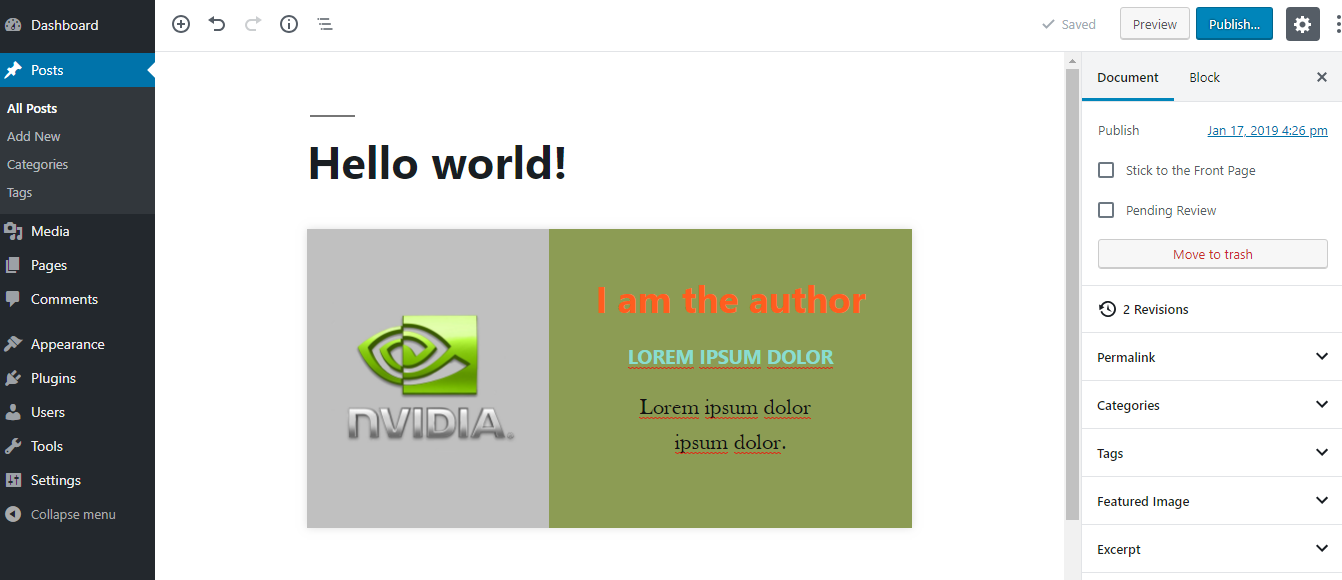 Dashboard
Posts
All Posts
Add New
Categories
Tags
Media
Pages
Comments
Appearance
Plugins
Users
Tools
Settings
Collapse menu
Saved
Preview
Publish...
Hello world!
NVIDIA.
I am the author
LOREM IPSUM DOLOR
Lorem ipsum dolor
ipsum dolor.
Document
Block
Publish
Jan 17, 2019 4:26 pm
Stick to the Front Page
Pending Review
Move to trash
2 Revisions
Permalink
Categories
Tags
Featured Image
Excerpt